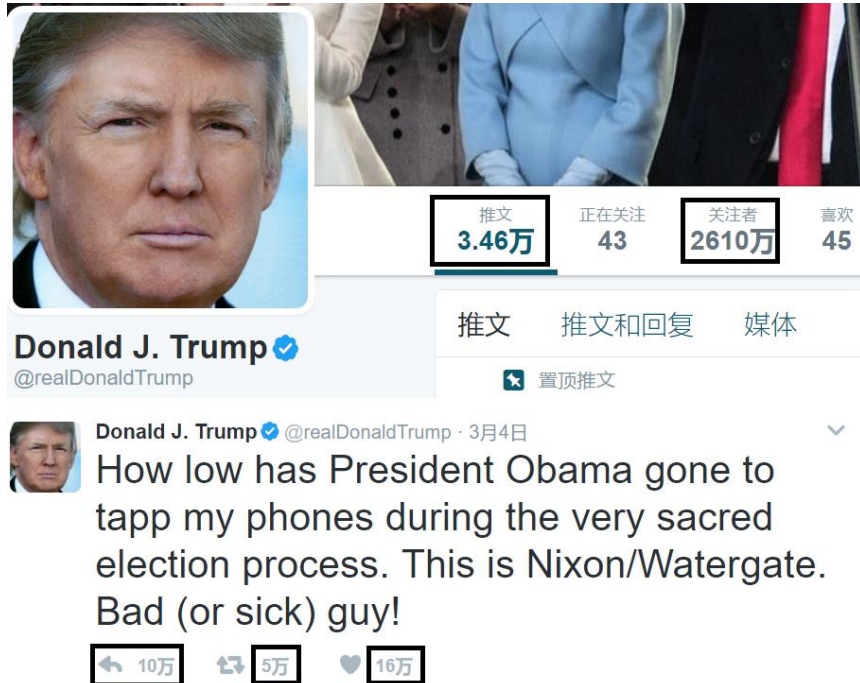 推文 正在关注 关注者 喜欢
3.46万 43 2610万 45
推文 推文和回复 媒体
Donald J. Trump
@realDonaldTrump
置顶推文
Donald J. Trump @realDonaldTrump · 3月4日
How low has President Obama gone to
tapp my phones during the very sacred
election process. This is Nixon/Watergate.
Bad (or sick) guy!
10万 5万 16万